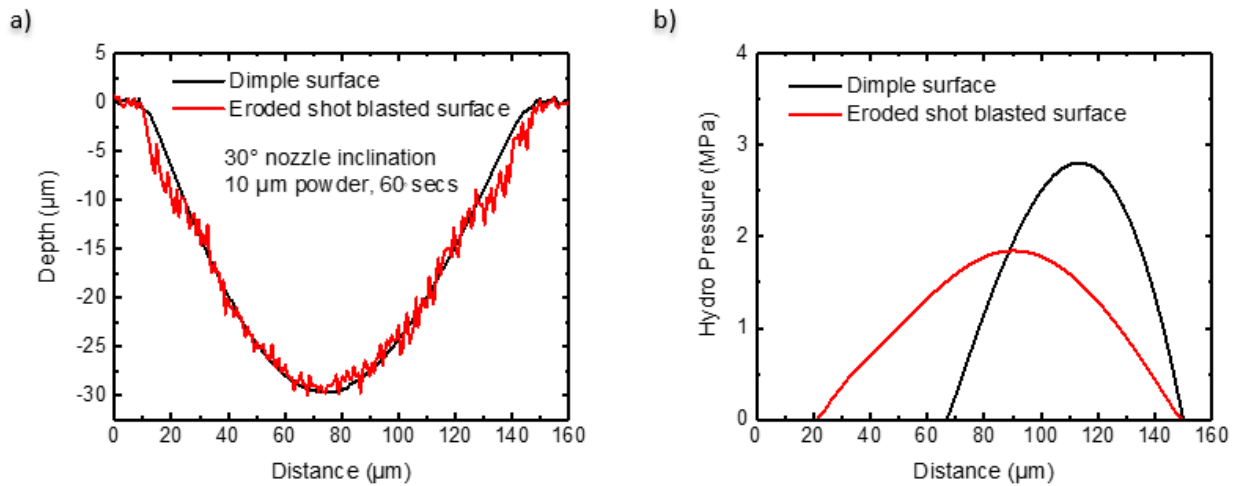 a)
5
0
-5
-10
-15
-20
-25
-30
Depth (µm)
Dimple surface
Eroded shot blasted surface
30° nozzle inclination
10 µm powder, 60 secs
0 20 40 60 80 100 120 140 160
Distance (µm)
b)
4
3
2
1
0
Hydro Pressure (MPa)
Dimple surface
Eroded shot blasted surface
0 20 40 60 80 100 120 140 160
Distance (µm)